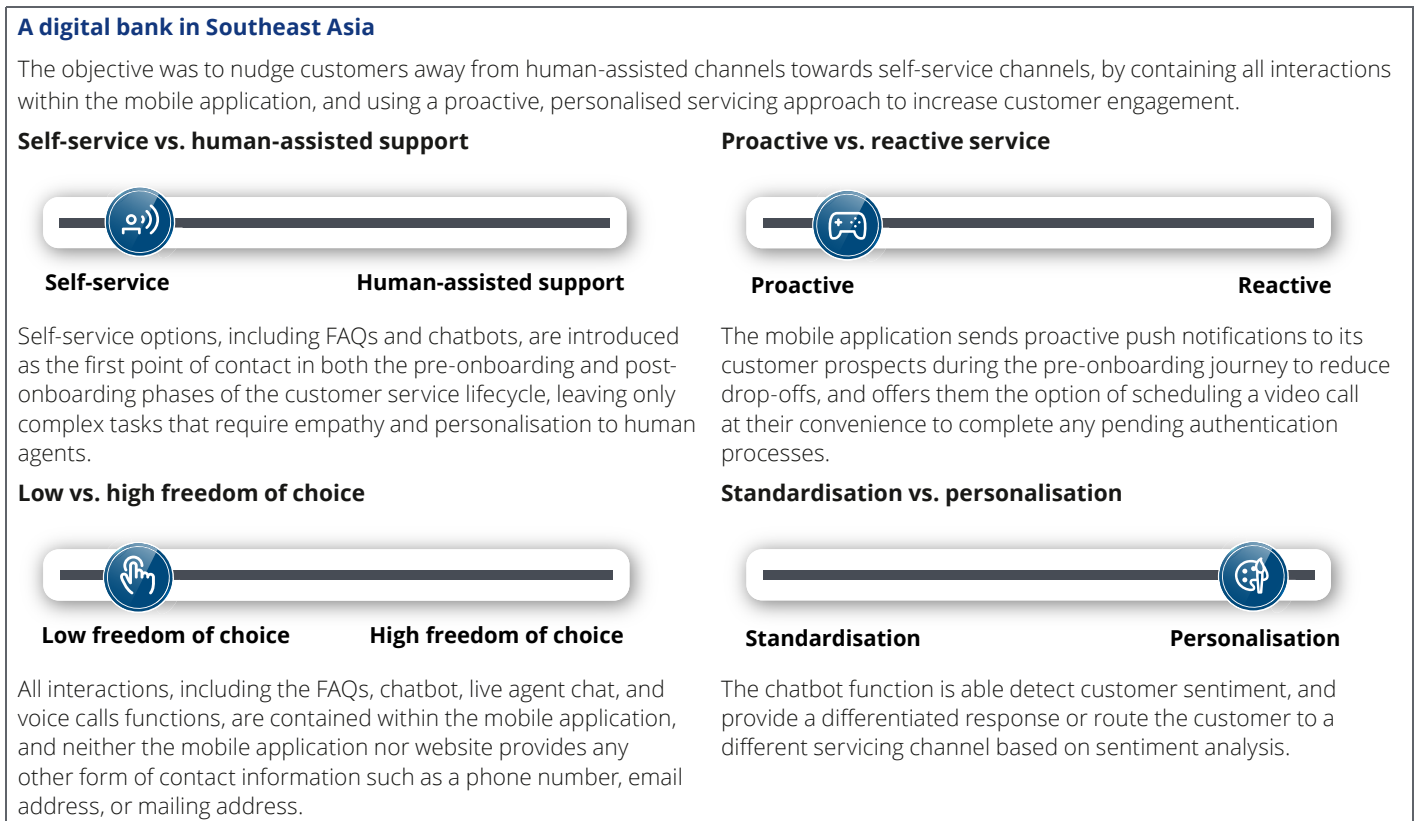 A digital bank in Southeast Asia
The objective was to nudge customers away from human-assisted channels towards self-service channels, by containing all interactions
within the mobile application, and using a proactive, personalised servicing approach to increase customer engagement.
Self-service vs. human-assisted support
Self-service
Human-assisted support
Self-service options, including FAQs and chatbots, are introduced
as the first point of contact in both the pre-onboarding and post-
onboarding phases of the customer service lifecycle, leaving only
complex tasks that require empathy and personalisation to human
agents.
Proactive vs. reactive service
Proactive
Reactive
The mobile application sends proactive push notifications to its
customer prospects during the pre-onboarding journey to reduce
drop-offs, and offers them the option of scheduling a video call
at their convenience to complete any pending authentication
processes.
Low vs. high freedom of choice
Low freedom of choice
High freedom of choice
All interactions, including the FAQs, chatbot, live agent chat, and
voice calls functions, are contained within the mobile application,
and neither the mobile application nor website provides any
other form of contact information such as a phone number, email
address, or mailing address.
Standardisation vs. personalisation
Standardisation
Personalisation
The chatbot function is able detect customer sentiment, and
provide a differentiated response or route the customer to a
different servicing channel based on sentiment analysis.